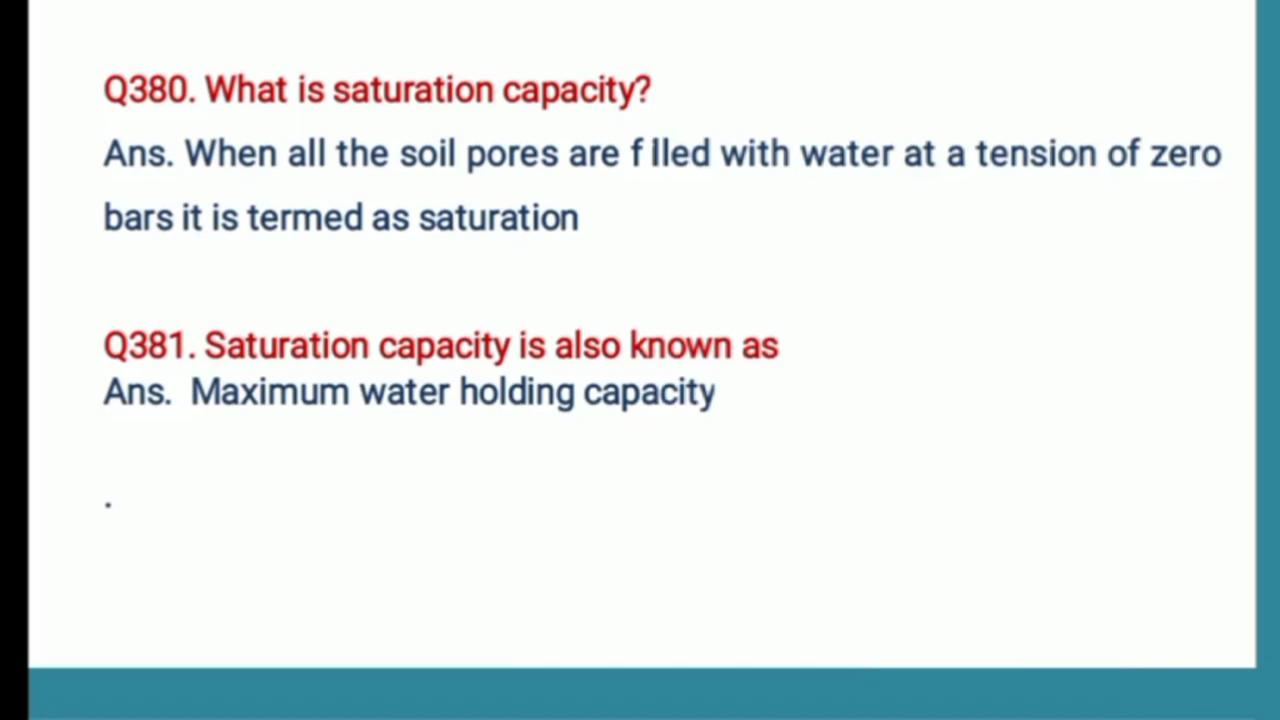 Q380. What is saturation capacity?
Ans. When all the soil pores are f lled with water at a tension of zero
bars it is termed as saturation
Q381. Saturation capacity is also known as
Ans. Maximum water holding capacity
.